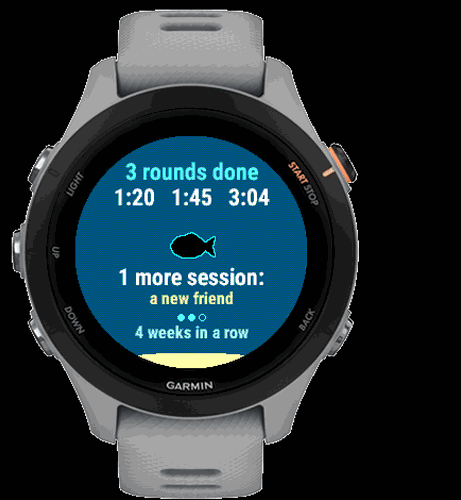 3 rounds done
LIGHT
START STOP
1:20 1:45 3:04
UP
1 more session:
a new friend
4 weeks in a row
DOWN
BACK
GARMIN